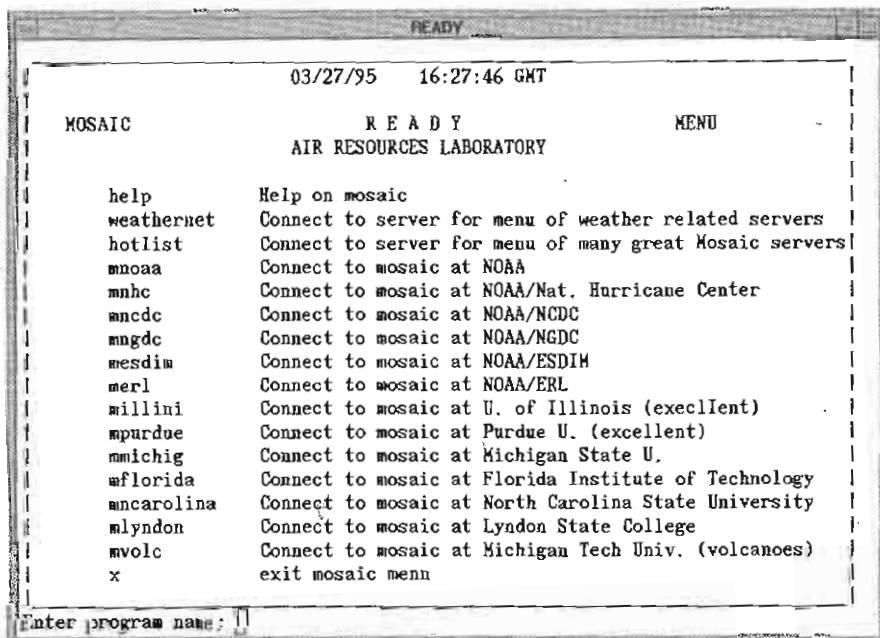 READY
03/27/95 16:27:46 GMT
MOSAIC R E A D Y MENU
AIR RESOURCES LABORATORY
help Help on mosaic
weathernet Connect to server for menu of weather related servers
hotlist Connect to server for menu of many great Mosaic servers
mnoaa Connect to mosaic at NOAA
mnhc Connect to mosaic at NOAA/Nat. Hurricane Center
mncdc Connect to mosaic at NOAA/NCDC
mngdc Connect to mosaic at NOAA/NGDC
mesdim Connect to mosaic at NOAA/ESDIM
merl Connect to mosaic at NOAA/ERL
millini Connect to mosaic at U. of Illinois (execllent)
mpurdue Connect to mosaic at Purdue U. (excellent)
mmichig Connect to mosaic at Michigan State U.
mflorida Connect to mosaic at Florida Institute of Technology
mncarolina Connect to mosaic at North Carolina State University
mlyndon Connect to mosaic at Lyndon State College
mvolc Connect to mosaic at Michigan Tech Univ. (volcanoes)
x exit mosaic menu
Enter program name: